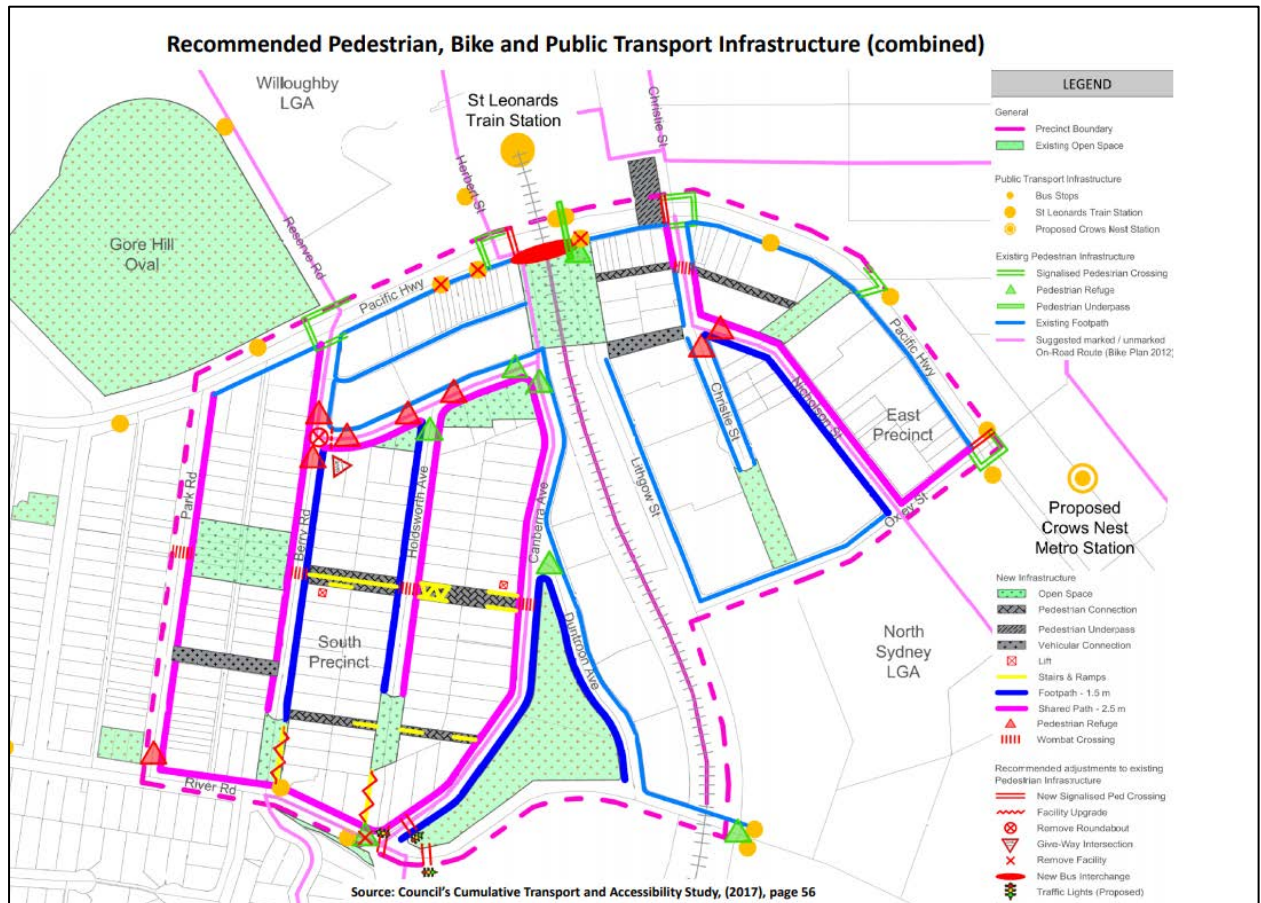 Recommended Pedestrian, Bike and Public Transport Infrastructure (combined)
Willoughby
LGA
St Leonards
Train Station
Christie St
Herbert St
Reserve Rd
Gore Hill
Oval
Pacific Hwy
Pacific Hwy
Nicholson St
Christie St
East
Precinct
Oxley St
Proposed
Crows Nest
Metro Station
Park Rd
Berry Rd
Holdsworth Ave
Canberra Ave
Lithgow St
Duntroon Ave
South
Precinct
North
Sydney
LGA
River Rd
LEGEND
General
Precinct Boundary
Existing Open Space
Public Transport Infrastructure
Bus Stops
St Leonards Train Station
Proposed Crows Nest Station
Existing Pedestrian Infrastructure
Signalised Pedestrian Crossing
Pedestrian Refuge
Pedestrian Underpass
Existing Footpath
Suggested marked / unmarked
On-Road Route (Bike Plan 2012)
New Infrastructure
Open Space
Pedestrian Connection
Pedestrian Underpass
Vehicular Connection
Lift
Stairs & Ramps
Footpath - 1.5 m
Shared Path - 2.5 m
Pedestrian Refuge
Wombat Crossing
Recommended adjustments to existing
Pedestrian Infrastructure
New Signalised Ped Crossing
Facility Upgrade
Remove Roundabout
Give-Way Intersection
Remove Facility
New Bus Interchange
Traffic Lights (Proposed)
Source: Council's Cumulative Transport and Accessibility Study, (2017), page 56